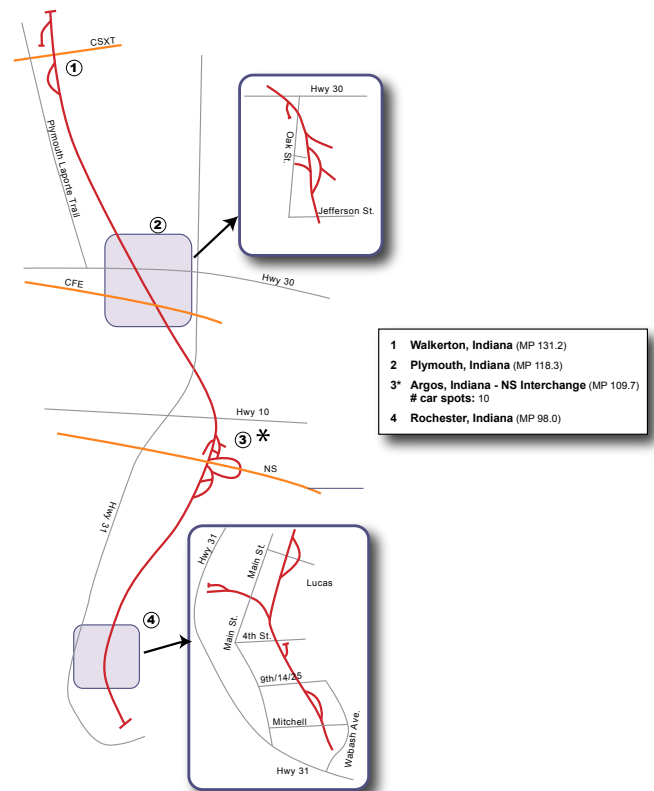 CSXT
1
Plymouth Laporte Trail
2
Hwy 30
Oak St.
Jefferson St.
Hwy 30
CFE
1 Walkerton, Indiana (MP 131.2)
2 Plymouth, Indiana (MP 118.3)
3* Argos, Indiana - NS Interchange (MP 109.7)
# car spots: 10
4 Rochester, Indiana (MP 98.0)
Hwy 10
3 *
NS
Hwy 31
Hwy 31
Main St.
Lucas
4
Main St.
4th St.
9th/14/25
Mitchell
Wabash Ave.
Hwy 31